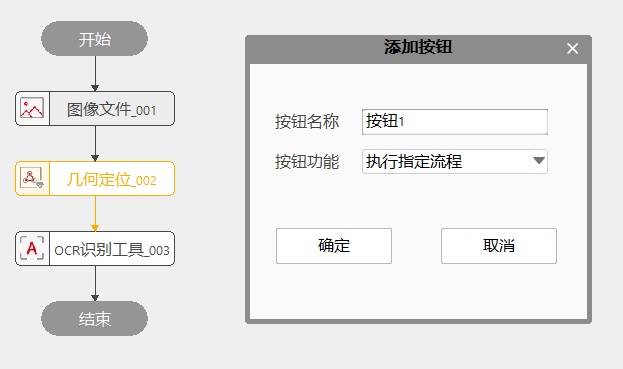 开始
图像文件_001
几何定位_002
OCR识别工具_003
结束
添加按钮
按钮名称 按钮1
按钮功能 执行指定流程
确定 取消